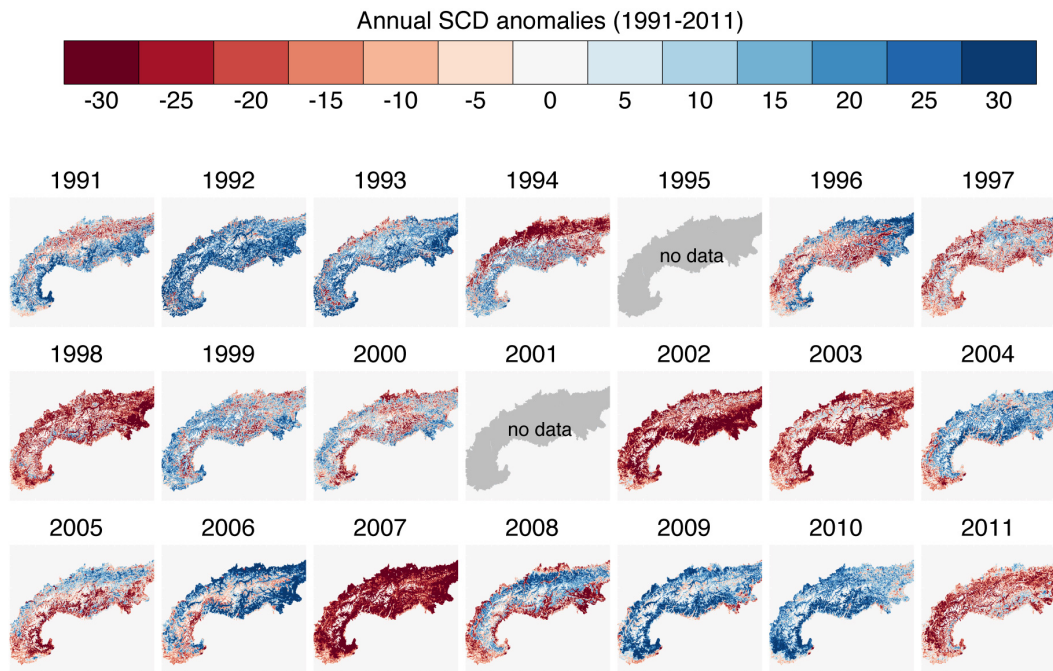 Annual SCD anomalies (1991-2011)
-30 -25 -20 -15 -10 -5 0 5 10 15 20 25 30
1991 1992 1993 1994 1995 1996 1997
no data
1998 1999 2000 2001 2002 2003 2004
no data
2005 2006 2007 2008 2009 2010 2011